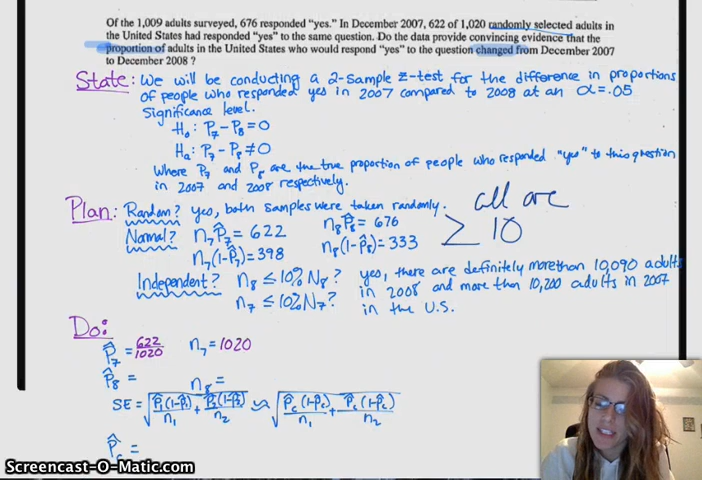 Of the 1,009 adults surveyed, 676 responded "yes." In December 2007, 622 of 1,020 randomly selected adults in
the United States had responded "yes" to the same question. Do the data provide convincing evidence that the
proportion of adults in the United States who would respond "yes" to the question changed from December 2007
to December 2008 ?
State: We will be conducting a 2-Sample Z-test for the difference in proportions
of people who responded yes in 2007 compared to 2008 at an α=.05
Significance level.
H₀: P₇-P₈=0
Hₐ: P₇-P₈≠0
Where P₇ and P₈ are the true proportion of people who responded "yes" to this question
in 2007 and 2008 respectively.
Plan: Random? yes, both samples were taken randomly.
Normal? n₇p̂₇=622 n₈p̂₈=676
n₇(1-p̂₇)=398 n₈(1-p̂₈)=333
all are
≥ 10
Independent? n₈ ≤10% N₈? yes, there are definitely more than 10,090 adults
n₇ ≤10% N₇? in 2008 and more than 10,200 adults in 2007
in the U.S.
Do:
p̂₇ = 622/1020 n₇=1020
p̂₈ = n₈=
SE = √(p̂₁(1-p̂₁)/n₁ + p̂₂(1-p̂₂)/n₂) ≈ √(p̂c(1-p̂c)/n₁ + p̂c(1-p̂c)/n₂)
p̂c =
Screencast-O-Matic.com